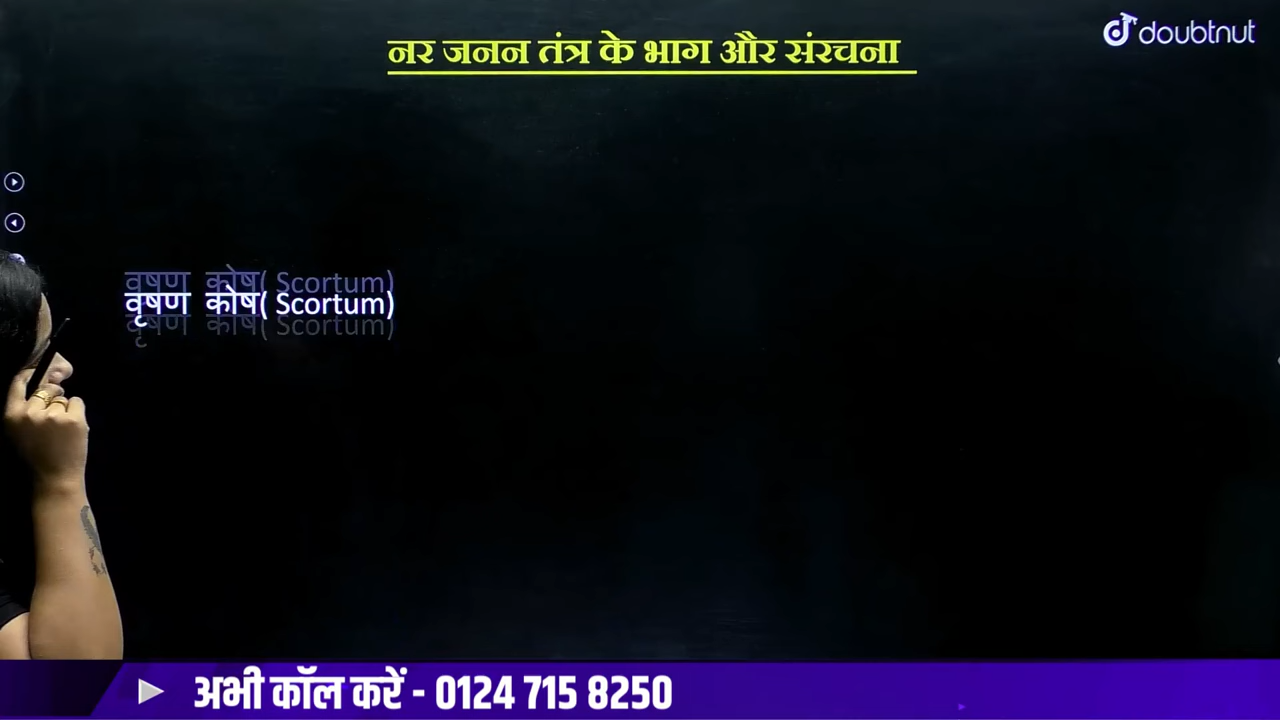 नर जनन तंत्र के भाग और संरचना
doubtnut
वृषण कोष( Scortum)
अभी कॉल करें - 0124 715 8250